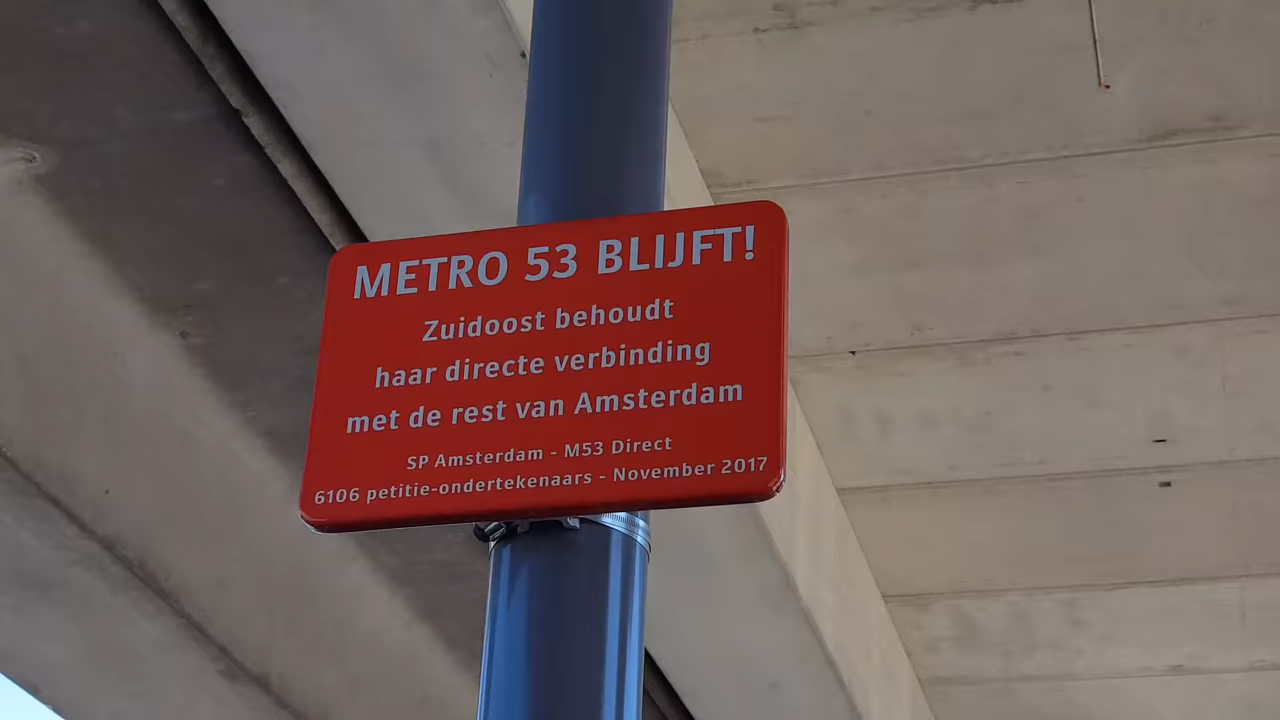 METRO 53 BLIJFT!
Zuidoost behoudt
haar directe verbinding
met de rest van Amsterdam
SP Amsterdam - M53 Direct
6106 petitie-ondertekenaars - November 2017